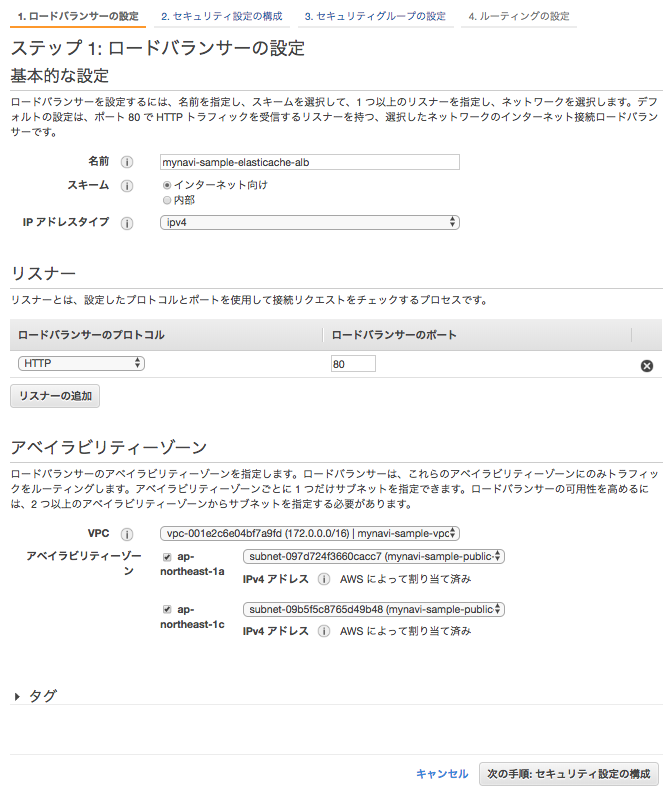 1. ロードバランサーの設定 2. セキュリティ設定の構成 3. セキュリティグループの設定 4. ルーティングの設定
ステップ 1: ロードバランサーの設定
基本的な設定
ロードバランサーを設定するには、名前を指定し、スキームを選択して、1 つ以上のリスナーを指定し、ネットワークを選択します。デフ
ォルトの設定は、ポート 80 で HTTP トラフィックを受信するリスナーを持つ、選択したネットワークのインターネット接続ロードバラン
サーです。
名前 i mynavi-sample-elasticache-alb
スキーム i インターネット向け
内部
IP アドレスタイプ i ipv4
リスナー
リスナーとは、設定したプロトコルとポートを使用して接続リクエストをチェックするプロセスです。
ロードバランサーのプロトコル ロードバランサーのポート
HTTP 80
リスナーの追加
アベイラビリティーゾーン
ロードバランサーのアベイラビリティーゾーンを指定します。ロードバランサーは、これらのアベイラビリティーゾーンにのみトラフィッ
クをルーティングします。アベイラビリティーゾーンごとに 1 つだけサブネットを指定できます。ロードバランサーの可用性を高めるに
は、2 つ以上のアベイラビリティーゾーンからサブネットを指定する必要があります。
VPC i vpc-001e2c6e04bf7a9fd (172.0.0.0/16) | mynavi-sample-vpc
アベイラビリティーゾー ap- subnet-097d724f3660cacc7 (mynavi-sample-public-
ン northeast-1a IPv4 アドレス i AWS によって割り当て済み
ap- subnet-09b5f5c8765d49b48 (mynavi-sample-public-
northeast-1c IPv4 アドレス i AWS によって割り当て済み
タグ
キャンセル 次の手順: セキュリティ設定の構成